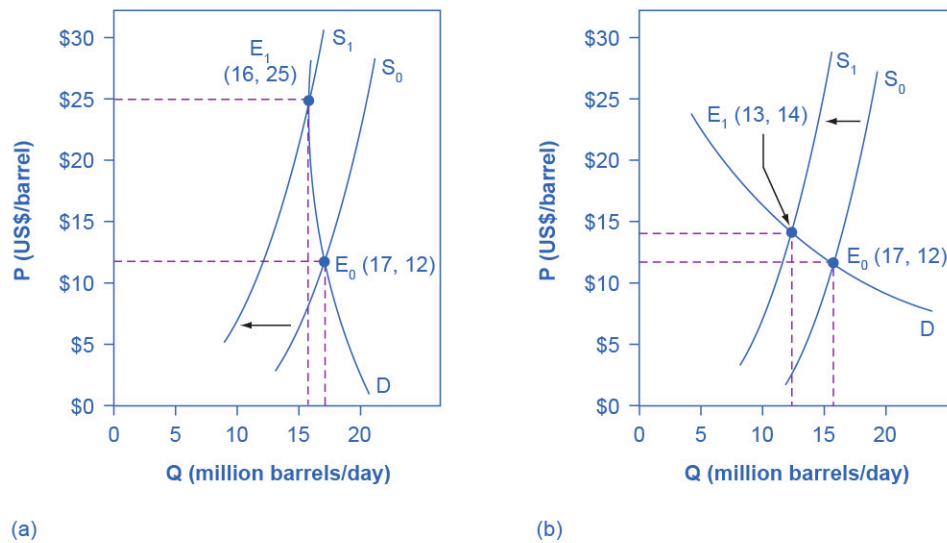 P (US$/barrel)
$30
$25
$20
$15
$10
$5
$0
E₁
(16, 25)
S₁
S₀
E₀ (17, 12)
D
0 5 10 15 20
Q (million barrels/day)
(a)
P (US$/barrel)
$30
$25
$20
$15
$10
$5
$0
S₁
S₀
E₁ (13, 14)
E₀ (17, 12)
D
0 5 10 15 20
Q (million barrels/day)
(b)